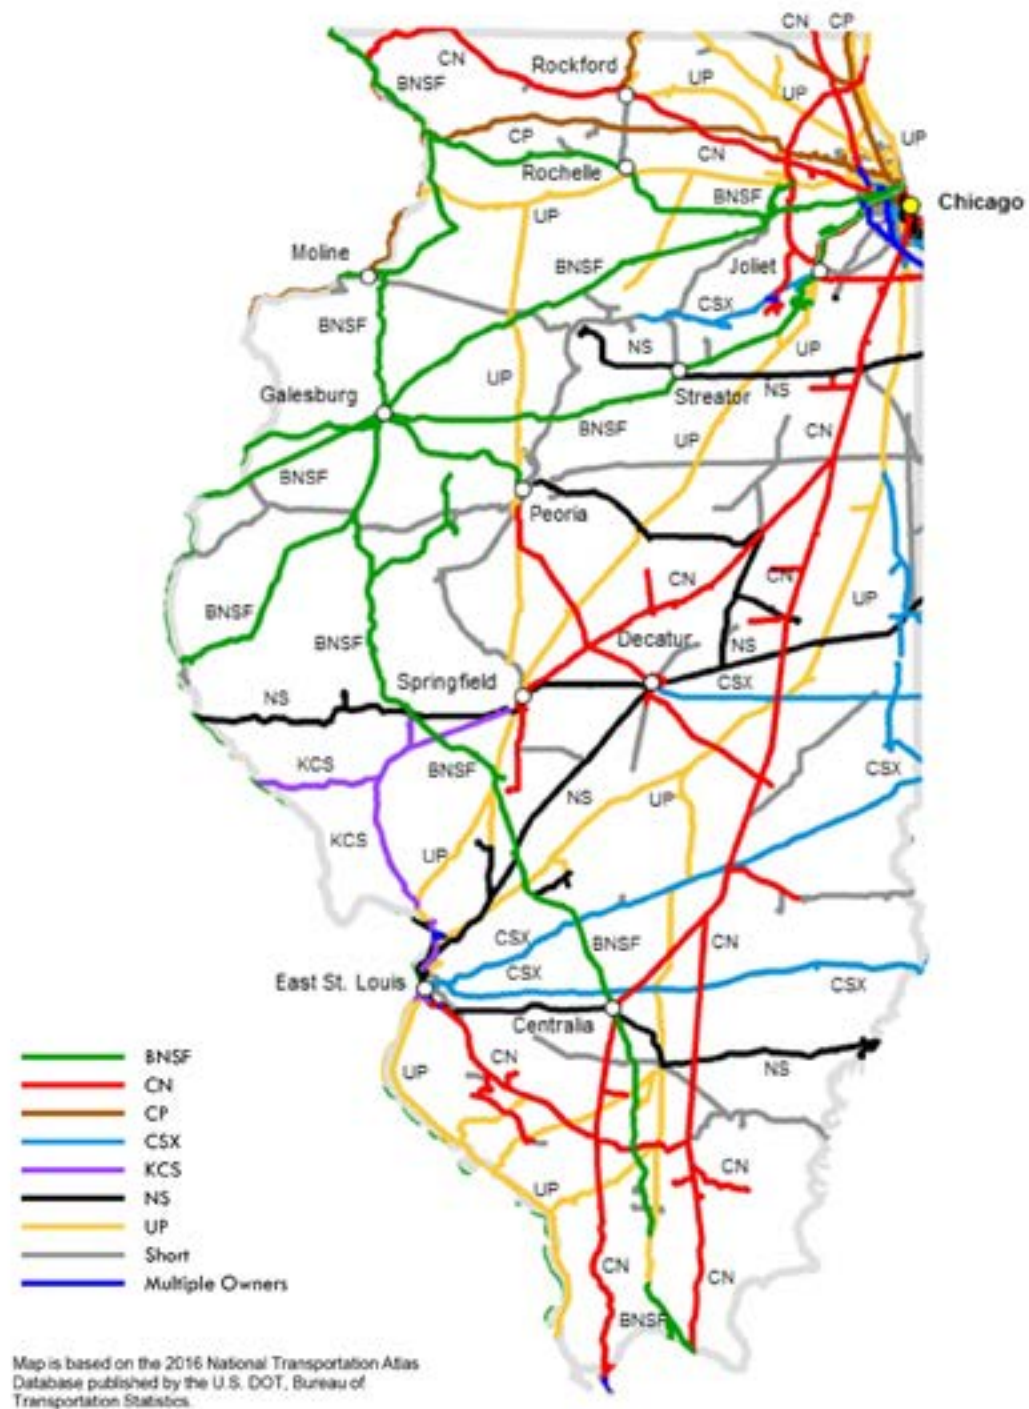 CN CP
CN
Rockford
UP
BNSF
UP
CP
UP
CN
Rochelle
BNSF
Chicago
UP
Moline
BNSF
Joliet
CSX
BNSF
NS
UP
UP
NS
Galesburg
Streator
BNSF
CN
UP
BNSF
Peoria
CN
CN
UP
BNSF
BNSF
Decatur
NS
Springfield
CSX
NS
KCS
BNSF
CSX
NS
UP
KCS
UP
CSX
BNSF
CN
CSX
East St. Louis
CSX
Centralia
CN
NS
UP
CN
UP
CN
CN
BNSF
BNSF
CN
CP
CSX
KCS
NS
UP
Short
Multiple Owners
Map is based on the 2016 National Transportation Atlas
Database published by the U.S. DOT, Bureau of
Transportation Statistics.